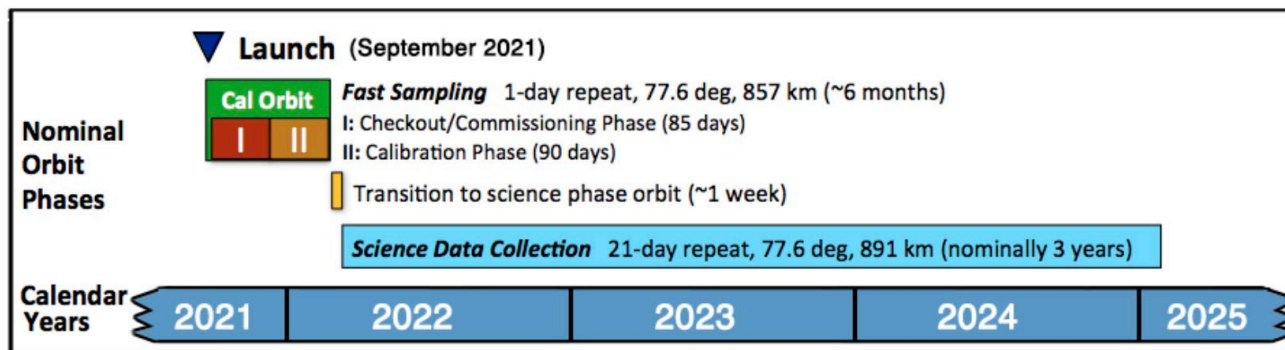 Launch (September 2021)
Cal Orbit
I II
Fast Sampling 1-day repeat, 77.6 deg, 857 km (~6 months)
I: Checkout/Commissioning Phase (85 days)
II: Calibration Phase (90 days)
Nominal
Orbit
Phases
Transition to science phase orbit (~1 week)
Science Data Collection 21-day repeat, 77.6 deg, 891 km (nominally 3 years)
Calendar
Years
2021 2022 2023 2024 2025